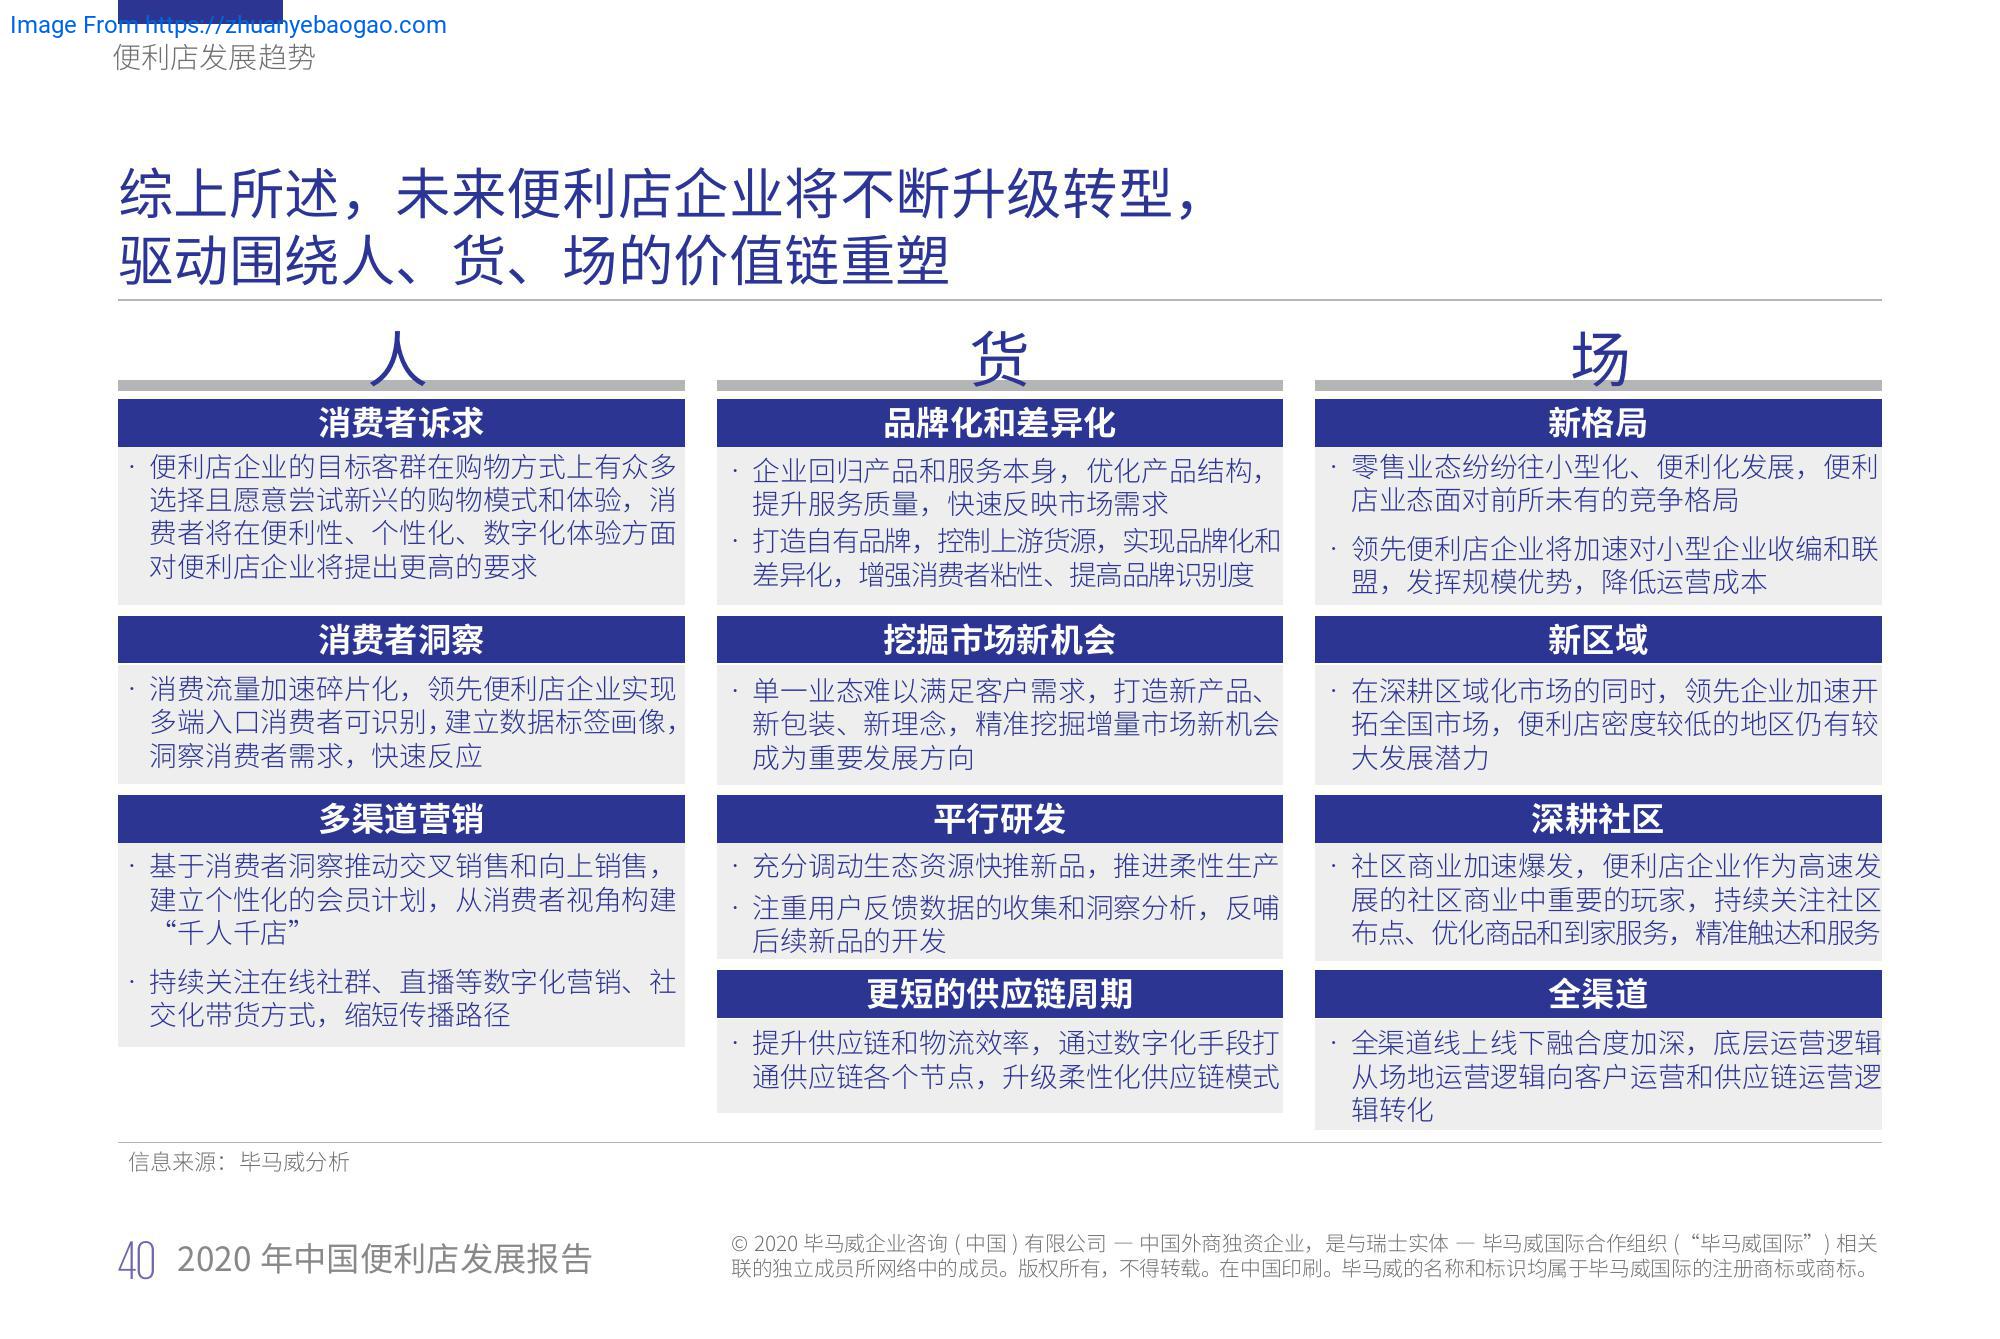 Image From https://zhuanyebaogao.com
便利店发展趋势
综上所述，未来便利店企业将不断升级转型，
驱动围绕人、货、场的价值链重塑
人
消费者诉求
· 便利店企业的目标客群在购物方式上有众多
选择且愿意尝试新兴的购物模式和体验，消
费者将在便利性、个性化、数字化体验方面
对便利店企业将提出更高的要求
消费者洞察
· 消费流量加速碎片化，领先便利店企业实现
多端入口消费者可识别，建立数据标签画像，
洞察消费者需求，快速反应
多渠道营销
· 基于消费者洞察推动交叉销售和向上销售，
建立个性化的会员计划，从消费者视角构建
“千人千店”
· 持续关注在线社群、直播等数字化营销、社
交化带货方式，缩短传播路径
货
品牌化和差异化
· 企业回归产品和服务本身，优化产品结构，
提升服务质量，快速反映市场需求
· 打造自有品牌，控制上游货源，实现品牌化和
差异化，增强消费者粘性、提高品牌识别度
挖掘市场新机会
· 单一业态难以满足客户需求，打造新产品、
新包装、新理念，精准挖掘增量市场新机会
成为重要发展方向
平行研发
· 充分调动生态资源快推新品，推进柔性生产
· 注重用户反馈数据的收集和洞察分析，反哺
后续新品的开发
更短的供应链周期
· 提升供应链和物流效率，通过数字化手段打
通供应链各个节点，升级柔性化供应链模式
场
新格局
· 零售业态纷纷往小型化、便利化发展，便利
店业态面对前所未有的竞争格局
· 领先便利店企业将加速对小型企业收编和联
盟，发挥规模优势，降低运营成本
新区域
· 在深耕区域化市场的同时，领先企业加速开
拓全国市场，便利店密度较低的地区仍有较
大发展潜力
深耕社区
· 社区商业加速爆发，便利店企业作为高速发
展的社区商业中重要的玩家，持续关注社区
布点、优化商品和到家服务，精准触达和服务
全渠道
· 全渠道线上线下融合度加深，底层运营逻辑
从场地运营逻辑向客户运营和供应链运营逻
辑转化
信息来源：毕马威分析
40 2020 年中国便利店发展报告
© 2020 毕马威企业咨询 ( 中国 ) 有限公司 — 中国外商独资企业，是与瑞士实体 — 毕马威国际合作组织 (“毕马威国际”) 相关
联的独立成员所网络中的成员。版权所有，不得转载。在中国印刷。毕马威的名称和标识均属于毕马威国际的注册商标或商标。